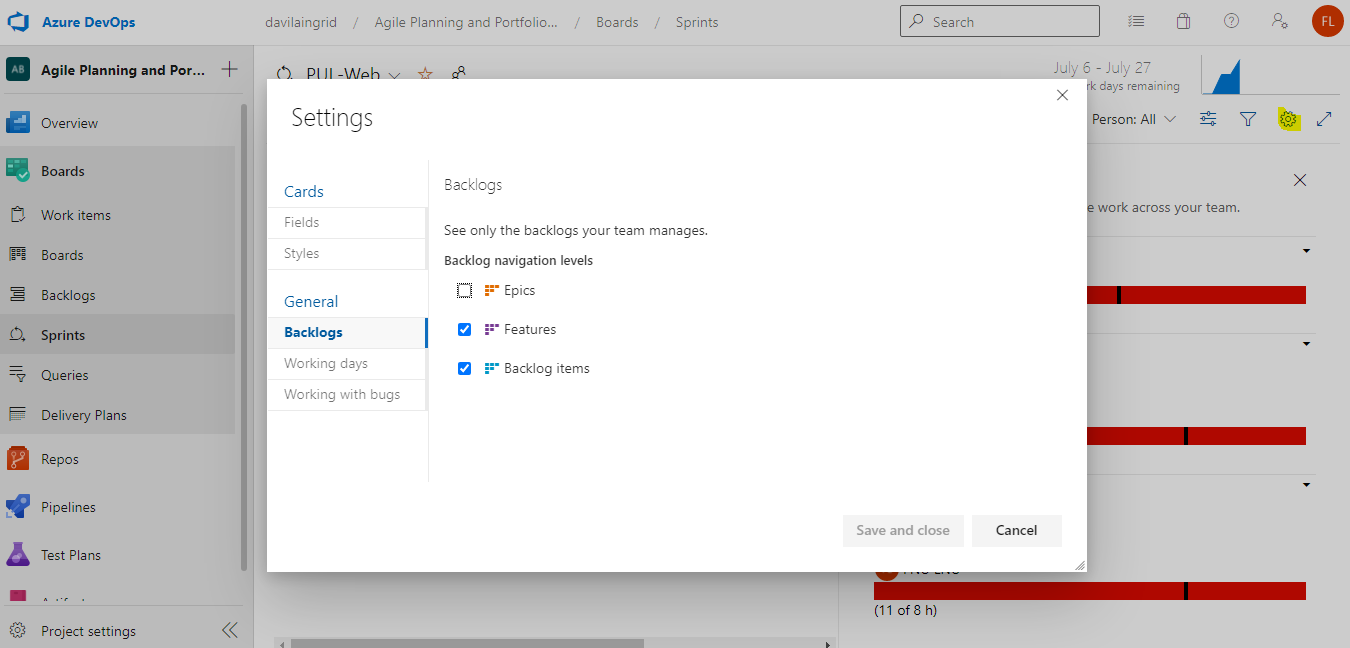 Azure DevOps
davilaingrid / Agile Planning and Portfolio... / Boards / Sprints
Search
FL
AB
Agile Planning and Por...
PUL-Web
July 6 - July 27
rk days remaining
Person: All
Overview
Boards
Work items
Boards
Backlogs
Sprints
Queries
Delivery Plans
Repos
Pipelines
Test Plans
Project settings
Settings
Cards
Fields
Styles
General
Backlogs
Working days
Working with bugs
Backlogs
See only the backlogs your team manages.
Backlog navigation levels
Epics
Features
Backlog items
Save and close
Cancel
e work across your team.
(11 of 8 h)